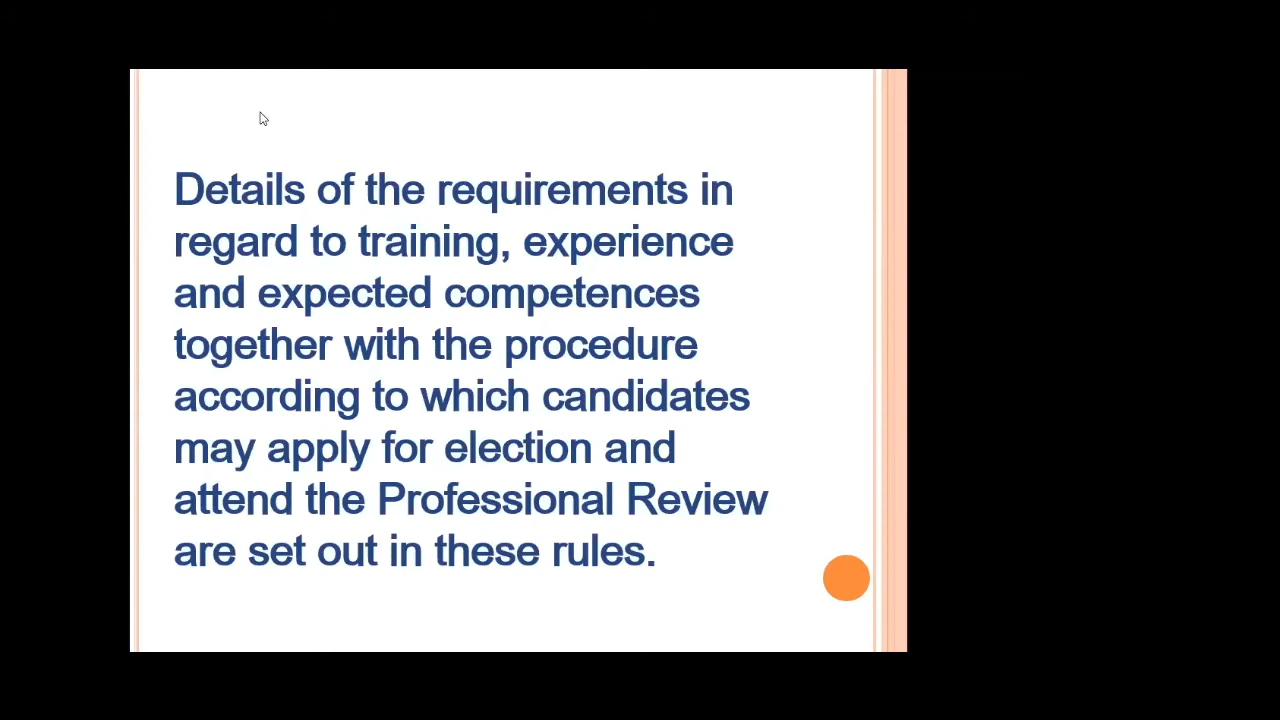 Details of the requirements in
regard to training, experience
and expected competences
together with the procedure
according to which candidates
may apply for election and
attend the Professional Review
are set out in these rules.